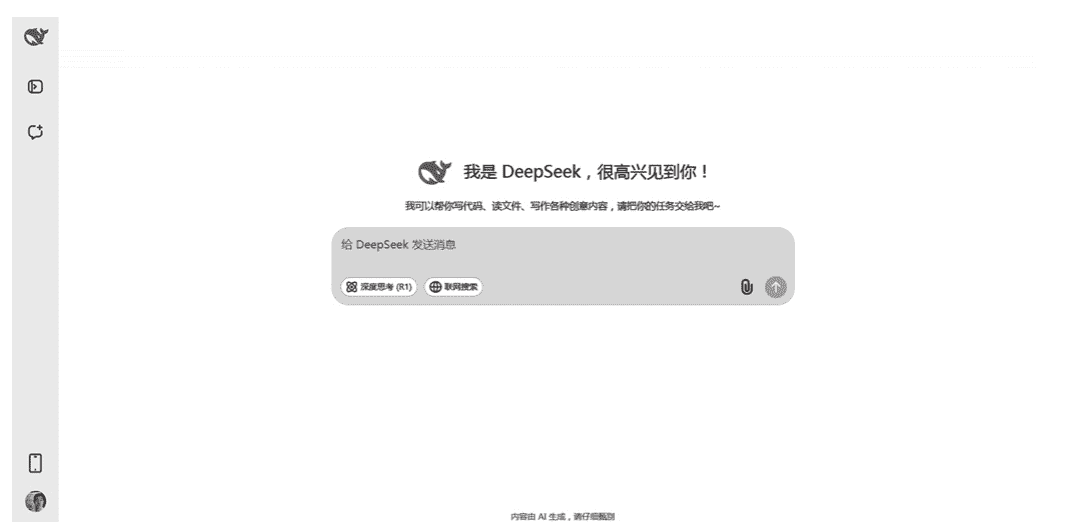 我是 DeepSeek，很高兴见到你！
我可以帮你写代码、读文件、写作各种创意内容，请把你的任务交给我吧~
给 DeepSeek 发送消息
深度思考 (R1) 联网搜索
内容由 AI 生成，请仔细甄别